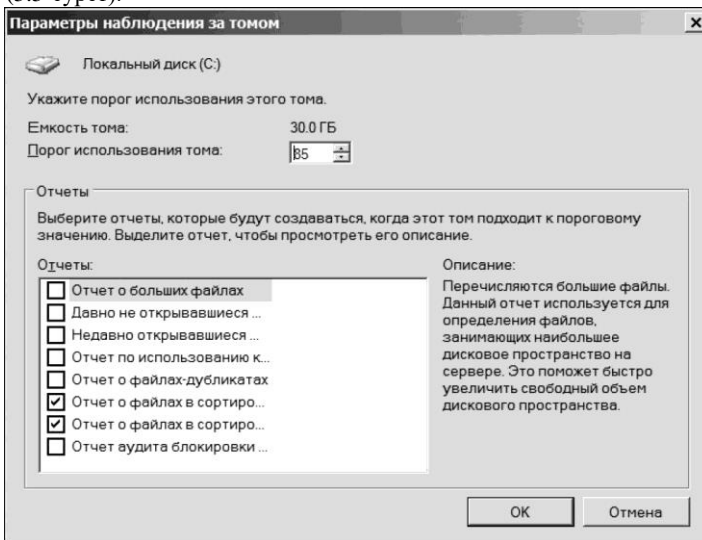 Параметры наблюдения за томом
Локальный диск (C:)
Укажите порог использования этого тома.
Емкость тома: 30.0 ГБ
Порог использования тома: 85
Отчеты
Выберите отчеты, которые будут создаваться, когда этот том подходит к пороговому
значению. Выделите отчет, чтобы просмотреть его описание.
Отчеты:
Отчет о больших файлах
Давно не открывавшиеся ...
Недавно открывавшиеся ...
Отчет по использованию к...
Отчет о файлах-дубликатах
Отчет о файлах в сортиро...
Отчет о файлах в сортиро...
Отчет аудита блокировки ...
Описание:
Перечисляются большие файлы.
Данный отчет используется для
определения файлов,
занимающих наибольшее
дисковое пространство на
сервере. Это поможет быстро
увеличить свободный объем
дискового пространства.
ОК Отмена